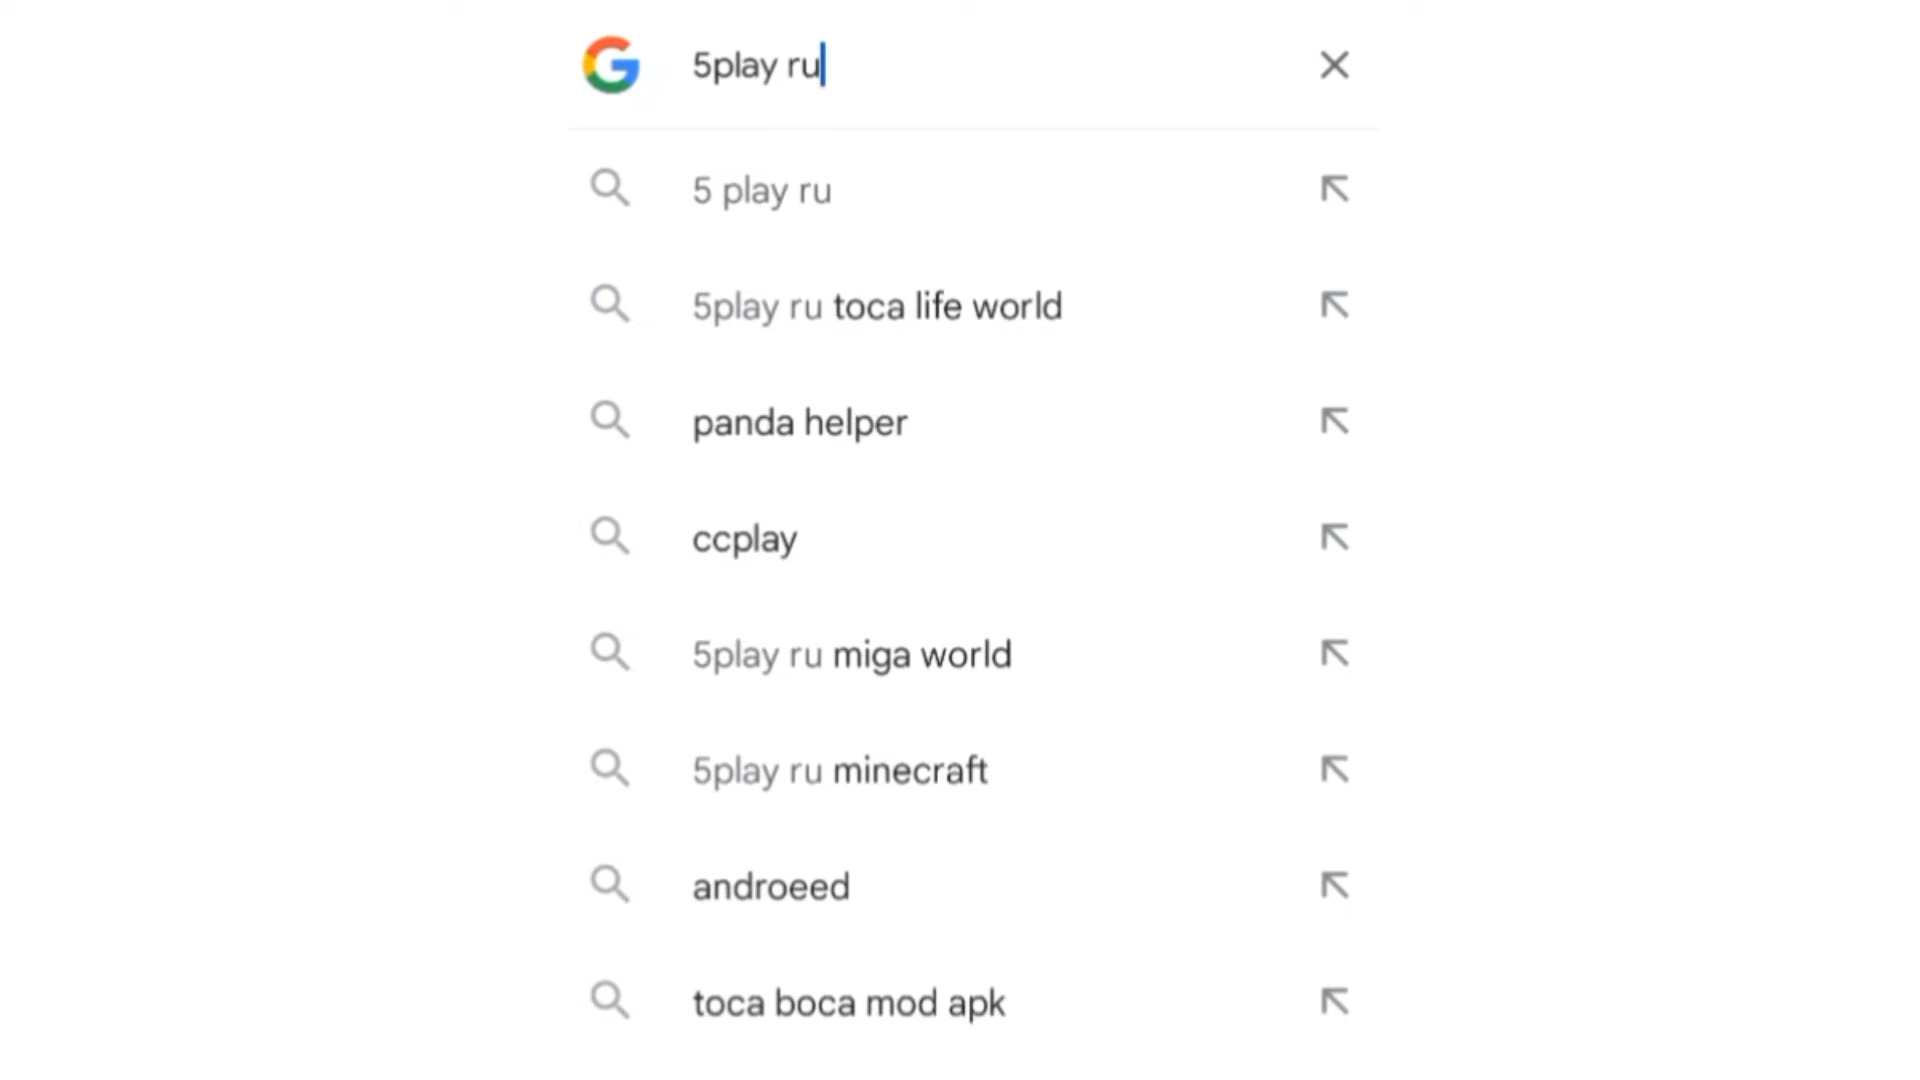 5play ru
5 play ru
5play ru toca life world
panda helper
ccplay
5play ru miga world
5play ru minecraft
androeed
toca boca mod apk